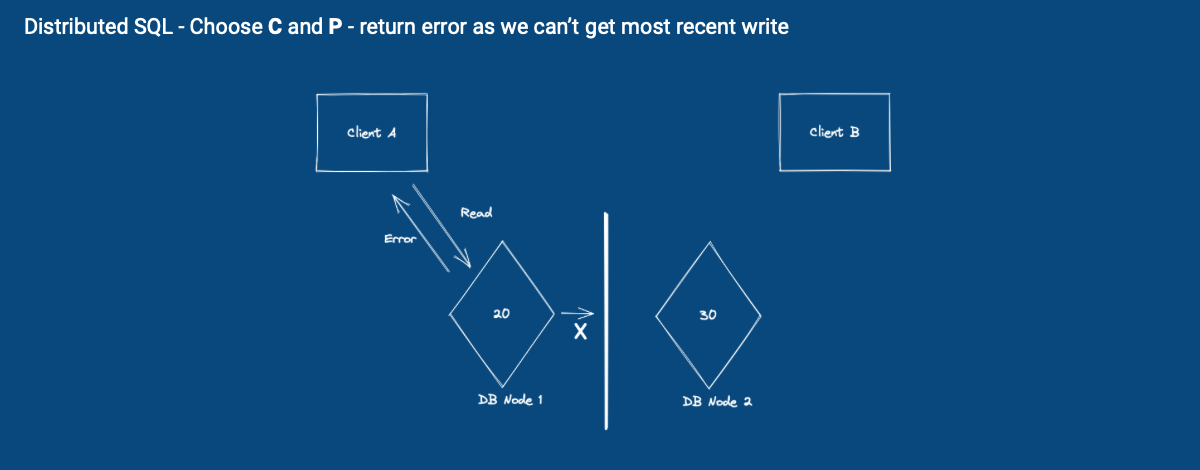 Distributed SQL - Choose C and P - return error as we can't get most recent write
Client A
Client B
Read
Error
20
30
X
DB Node 1
DB Node 2